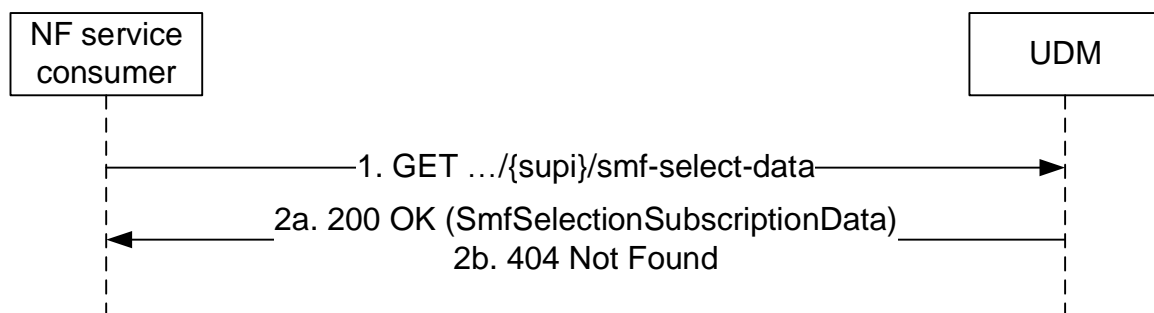 NF service
consumer
UDM
1. GET …/{supi}/smf-select-data
2a. 200 OK (SmfSelectionSubscriptionData)
2b. 404 Not Found